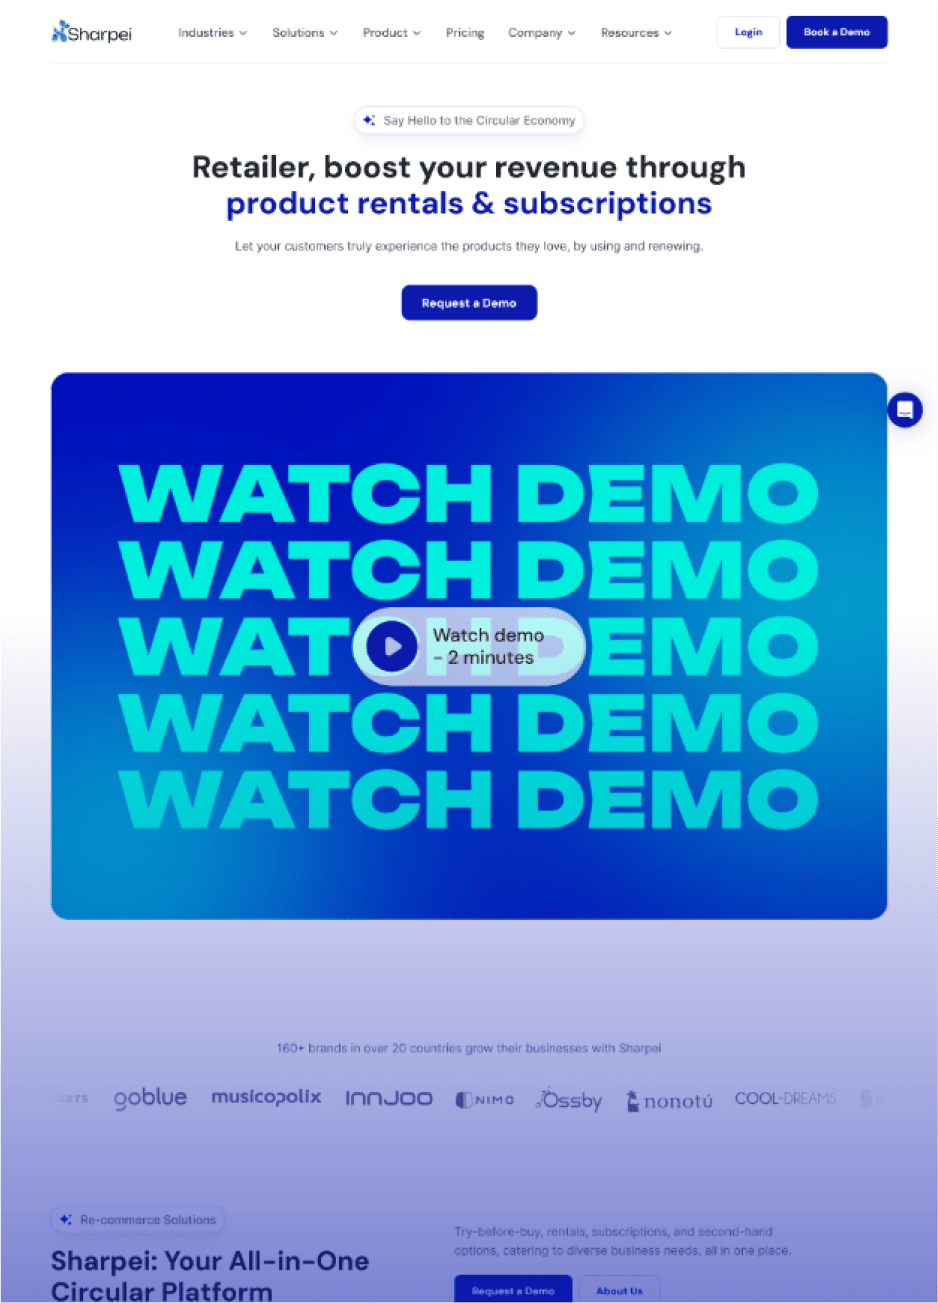 Sharpei Industries Solutions Product Pricing Company Resources Login Book a Demo
Say Hello to the Circular Economy
Retailer, boost your revenue through
product rentals & subscriptions
Let your customers truly experience the products they love, by using and renewing.
Request a Demo
WATCH DEMO
WATCH DEMO
WATCH DEMO
Watch demo
- 2 minutes
WATCH DEMO
WATCH DEMO
160+ brands in over 20 countries grow their businesses with Sharpei
goblue musicopolix INNJOO NIMO Ossby nonotú COOL·DREAMS
Re-commerce Solutions
Sharpei: Your All-in-One
Circular Platform
Try-before-buy, rentals, subscriptions, and second-hand
options, catering to diverse business needs, all in one place.
Request a Demo About Us